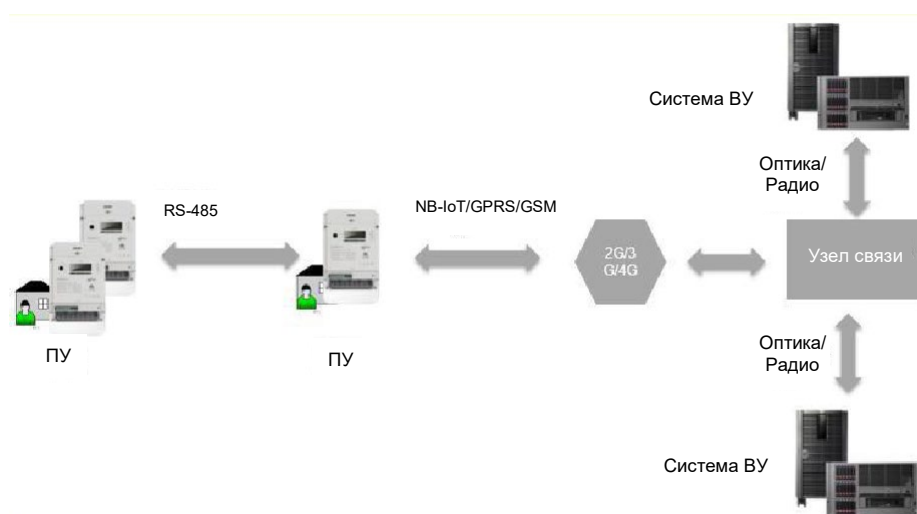 Система ВУ
Оптика/
Радио
RS-485
NB-IoT/GPRS/GSM
2G/3
G/4G
Узел связи
ПУ
ПУ
Оптика/
Радио
Система ВУ